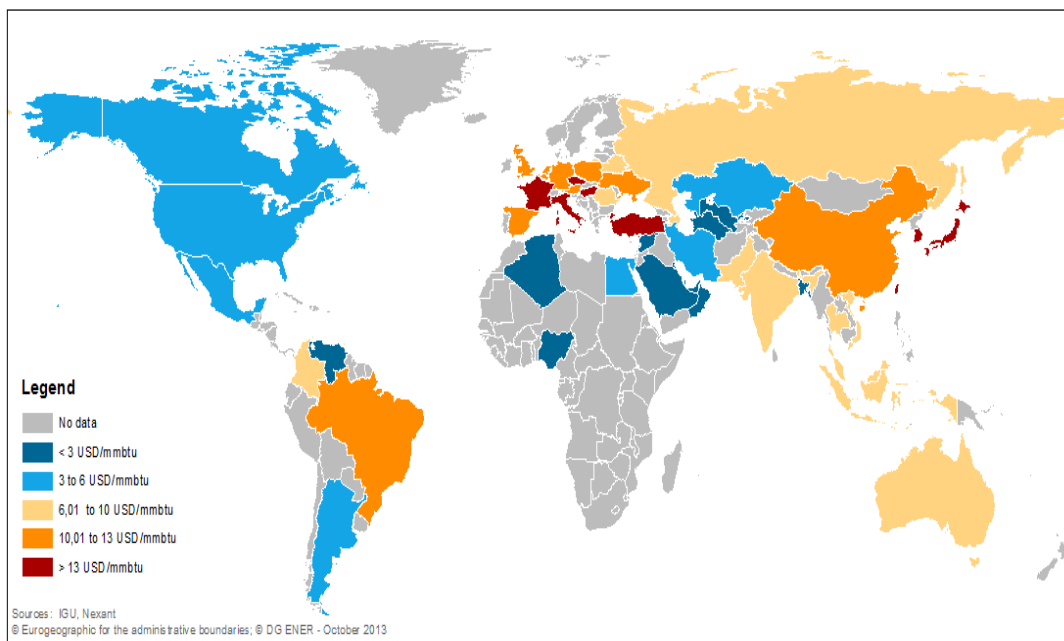 Legend
No data
< 3 USD/mmbtu
3 to 6 USD/mmbtu
6,01 to 10 USD/mmbtu
10,01 to 13 USD/mmbtu
> 13 USD/mmbtu
Sources: IGU, Nexant
© Eurogeographic for the administrative boundaries; © DG ENER - October 2013